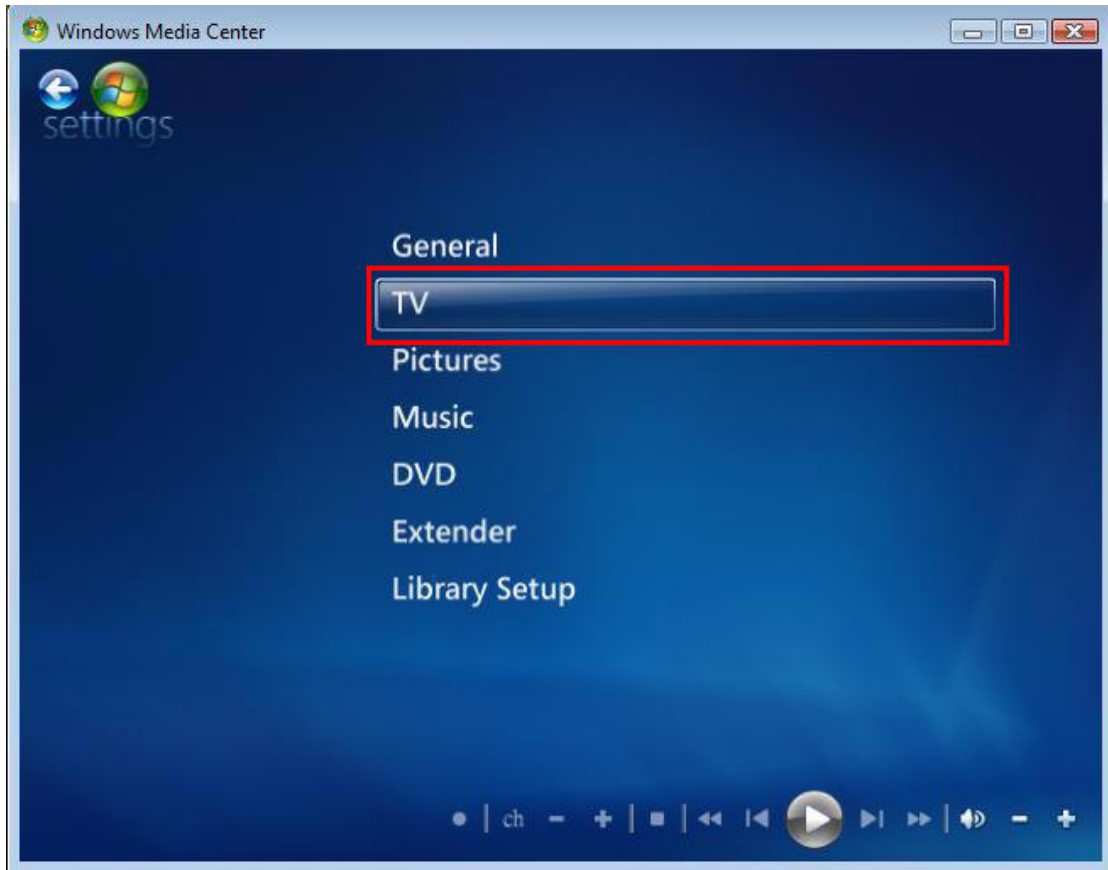 Windows Media Center
settings
General
TV
Pictures
Music
DVD
Extender
Library Setup
ch